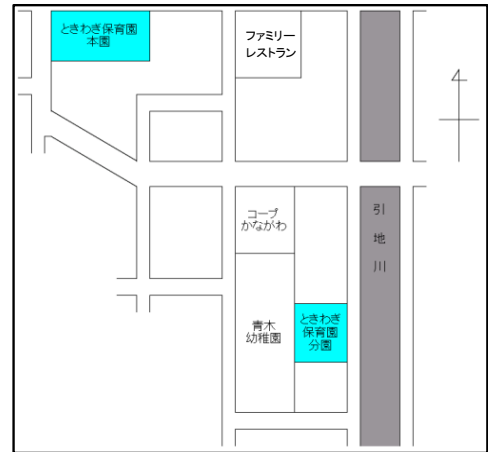 ときわぎ保育園
本園
ファミリー
レストラン
コープ
かながわ
引
地
川
青木
幼稚園
ときわぎ
保育園
分園